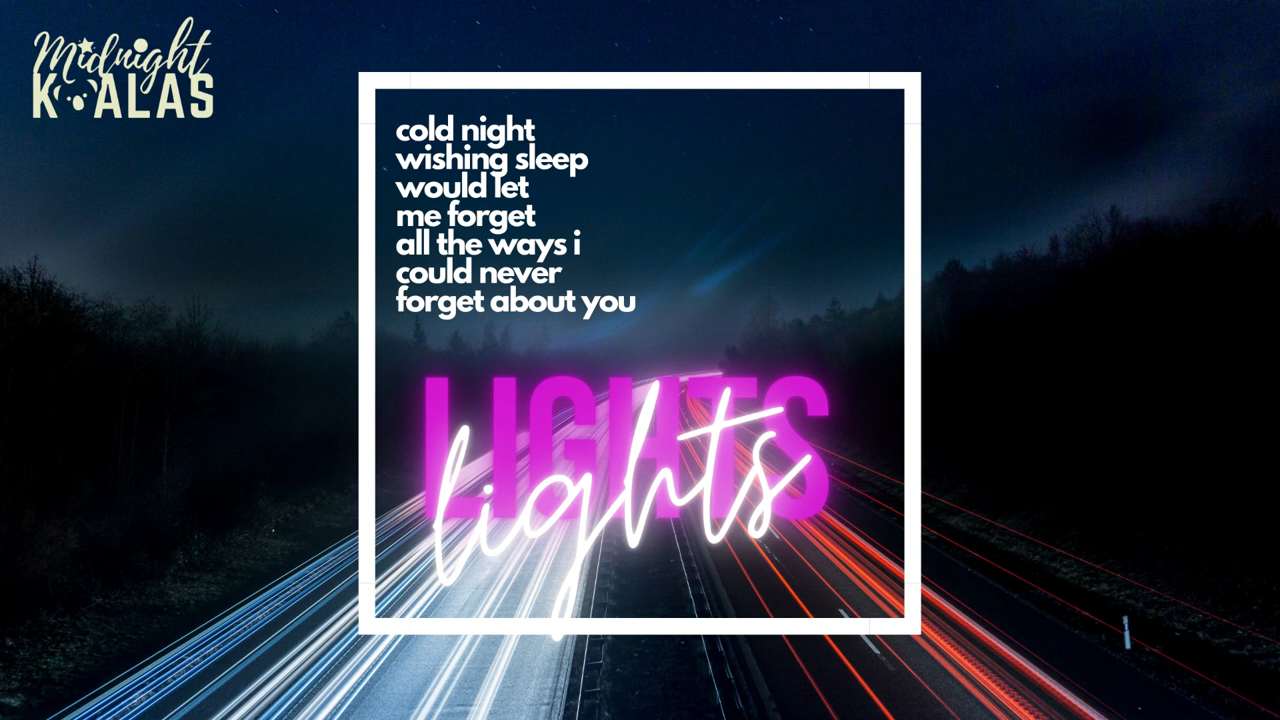 Midnight
KOALAS
cold night
wishing sleep
would let
me forget
all the ways i
could never
forget about you
LIGHTS
lights